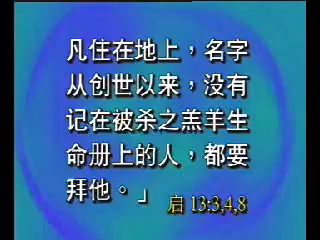 凡住在地上，名字
从创世以来，没有
记在被杀之羔羊生
命册上的人，都要
拜他。」
启 13:3,4,8